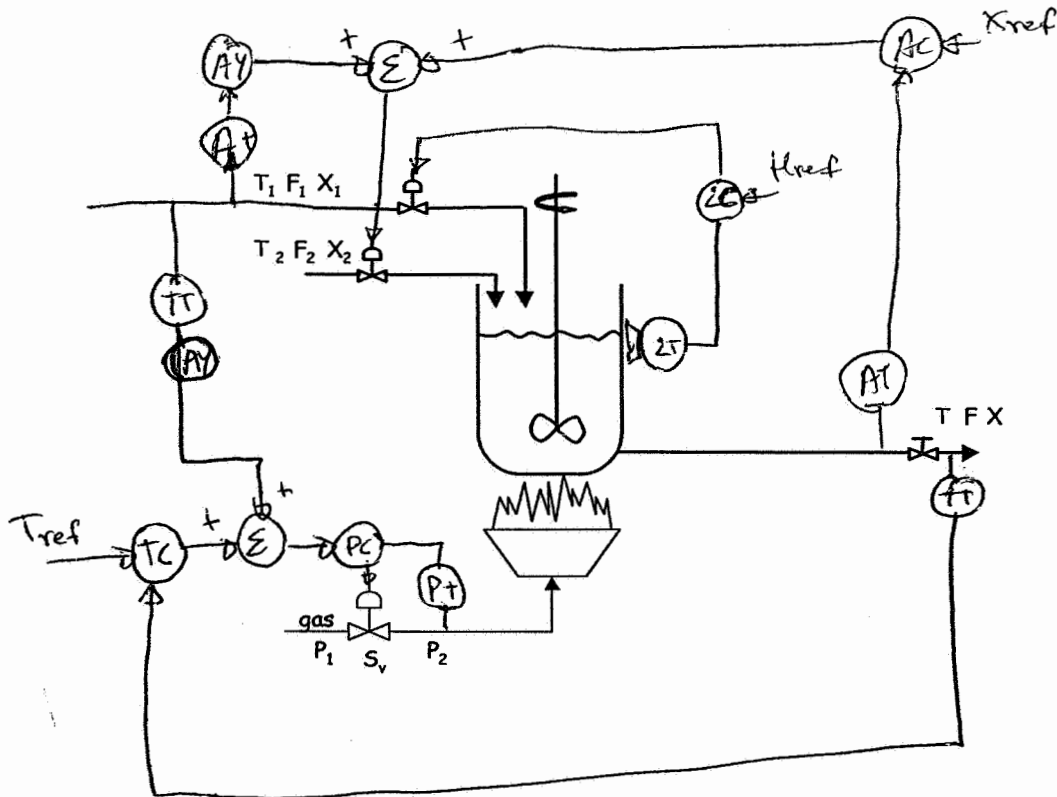 + + Xref
AY Σ AC
At
Href
T₁ F₁ X₁
LC
T₂ F₂ X₂
TT
AY LT
AT
T F X
TT
+
Tref + Σ PC
TC
Pt
gas
P₁ Sᵥ P₂